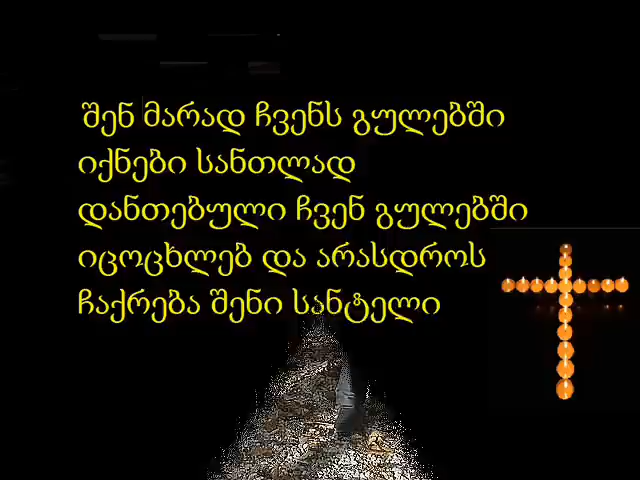 შენ მარად ჩვენს გულებში
იქნები სანთლად
დანთებული ჩვენ გულებში
იცოცხლებ და არასდროს
ჩაქრება შენი სანტელი